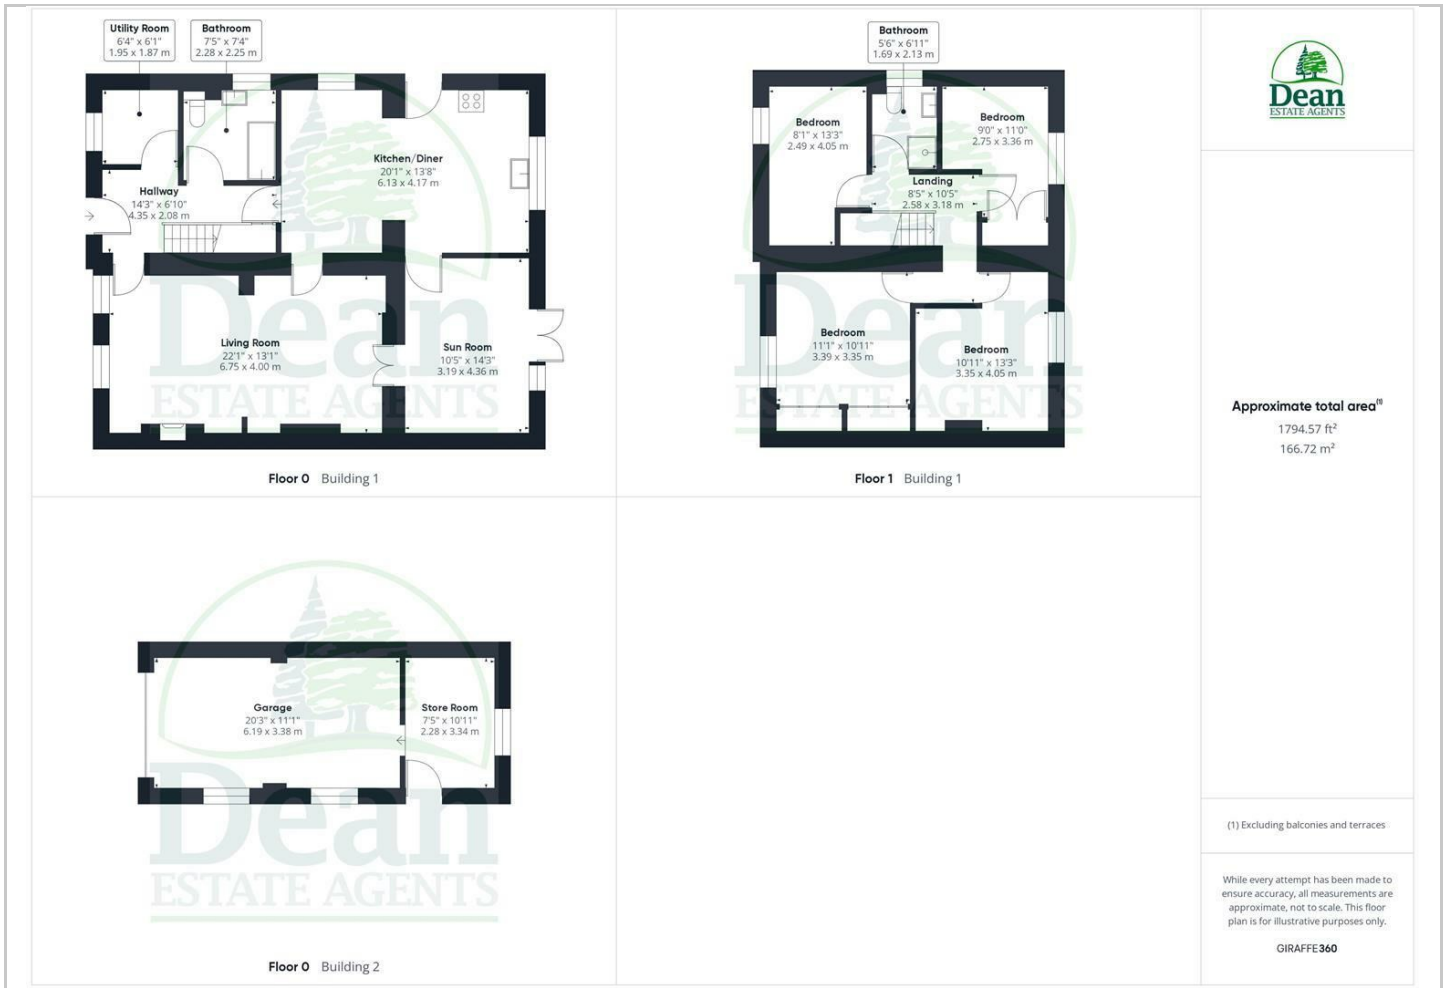 Utility Room
6'4" x 6'1"
1.95 x 1.87 m
Bathroom
7'5" x 7'4"
2.28 x 2.25 m
Kitchen/Diner
20'1" x 13'8"
6.13 x 4.17 m
Hallway
14'3" x 6'10"
4.35 x 2.08 m
Living Room
22'1" x 13'1"
6.75 x 4.00 m
Sun Room
10'5" x 14'3"
3.19 x 4.36 m
Dean
ESTATE AGENTS
Floor 0 Building 1
Bathroom
5'6" x 6'11"
1.69 x 2.13 m
Bedroom
8'1" x 13'3"
2.49 x 4.05 m
Bedroom
9'0" x 11'0"
2.75 x 3.36 m
Landing
8'5" x 10'5"
2.58 x 3.18 m
Bedroom
11'1" x 10'11"
3.39 x 3.35 m
Bedroom
10'11" x 13'3"
3.35 x 4.05 m
Dean
ESTATE AGENTS
Floor 1 Building 1
Garage
20'3" x 11'1"
6.19 x 3.38 m
Store Room
7'5" x 10'11"
2.28 x 3.34 m
Dean
ESTATE AGENTS
Floor 0 Building 2
Dean
ESTATE AGENTS
Approximate total area⁽¹⁾
1794.57 ft²
166.72 m²
(1) Excluding balconies and terraces
While every attempt has been made to
ensure accuracy, all measurements are
approximate, not to scale. This floor
plan is for illustrative purposes only.
GIRAFFE360